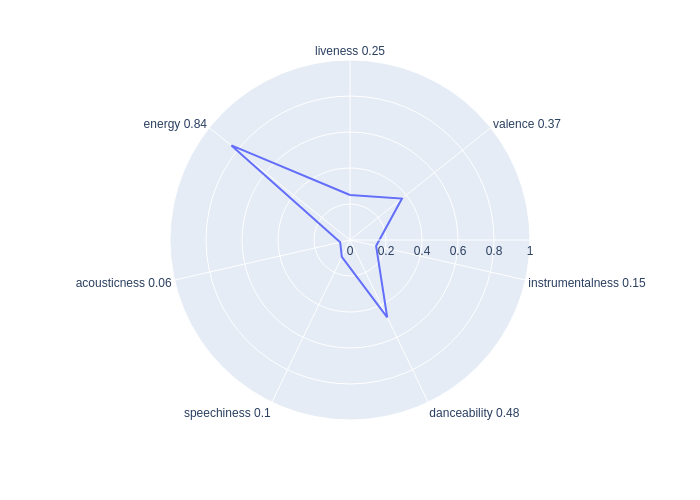 liveness 0.25
energy 0.84
valence 0.37
0 0.2 0.4 0.6 0.8 1
acousticness 0.06
instrumentalness 0.15
speechiness 0.1
danceability 0.48